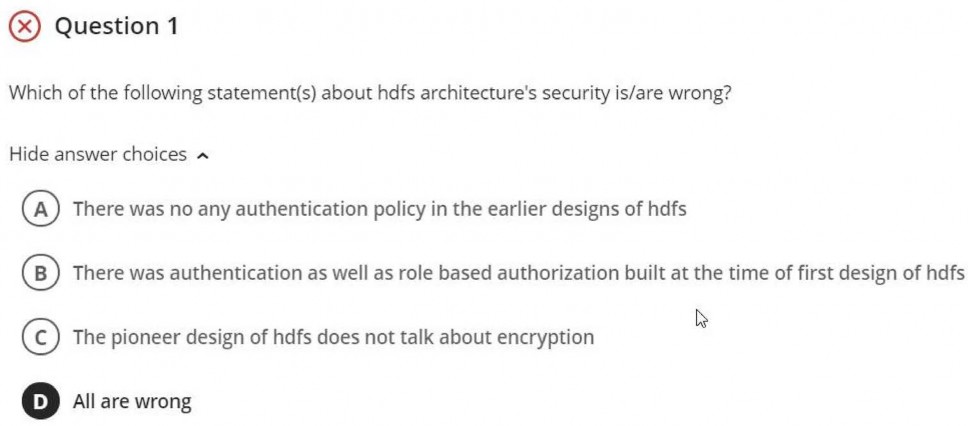 Question 1
Which of the following statement(s) about hdfs architecture's security is/are wrong?
Hide answer choices
A There was no any authentication policy in the earlier designs of hdfs
B There was authentication as well as role based authorization built at the time of first design of hdfs
C The pioneer design of hdfs does not talk about encryption
D All are wrong